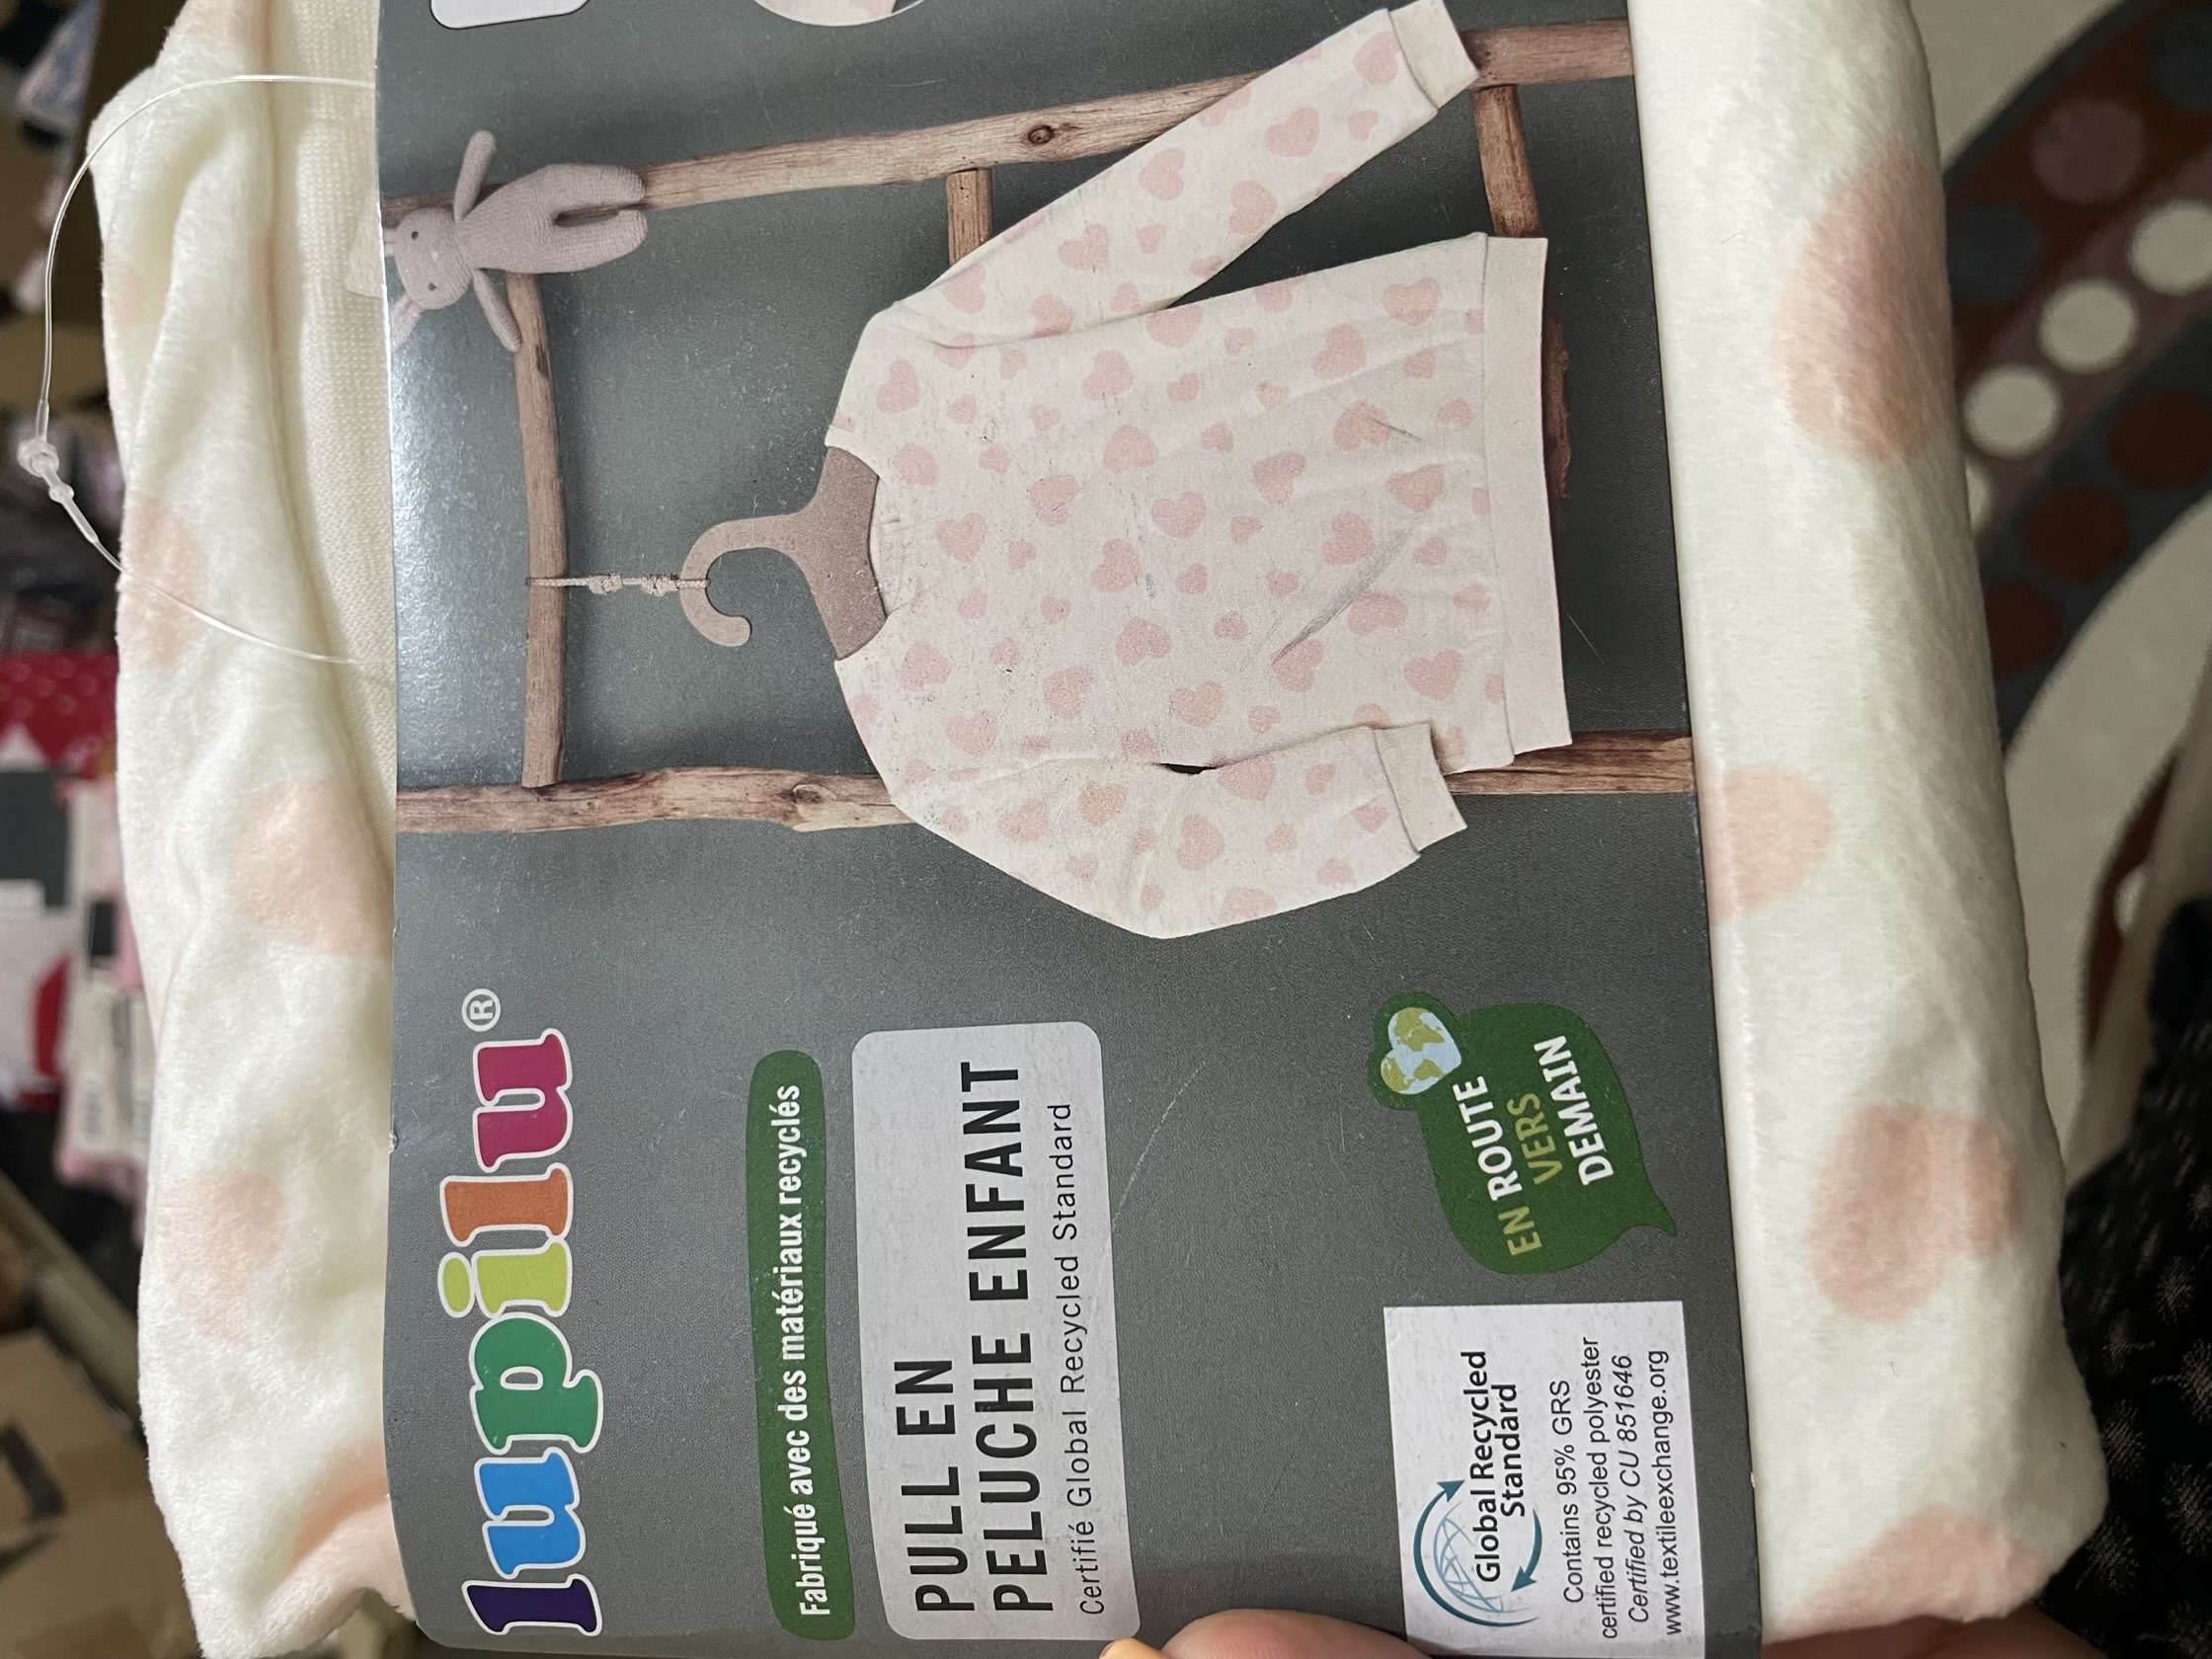 lupilu®
Fabriqué avec des matériaux recyclés
PULL EN
PELUCHE ENFANT
Certifié Global Recycled Standard
Global Recycled
Standard
Contains 95% GRS
certified recycled polyester
Certified by CU 851646
www.textileexchange.org
EN ROUTE
VERS
DEMAIN